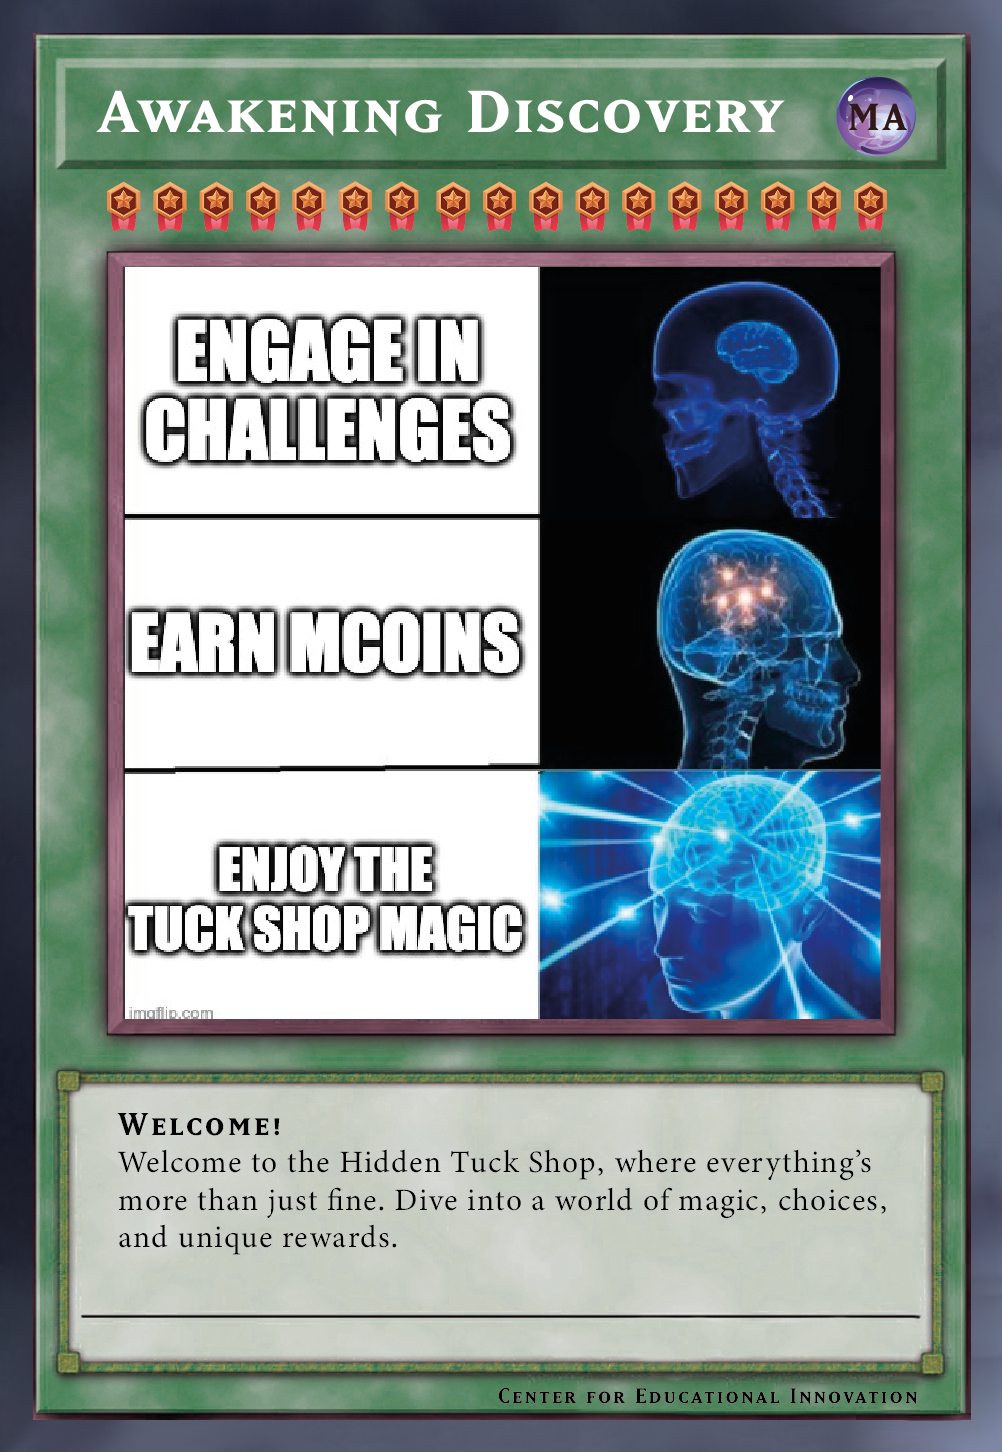 AWAKENING DISCOVERY
MA
ENGAGE IN
CHALLENGES
EARN MCOINS
ENJOY THE
TUCK SHOP MAGIC
imgflip.com
WELCOME!
Welcome to the Hidden Tuck Shop, where everything’s
more than just fine. Dive into a world of magic, choices,
and unique rewards.
CENTER FOR EDUCATIONAL INNOVATION